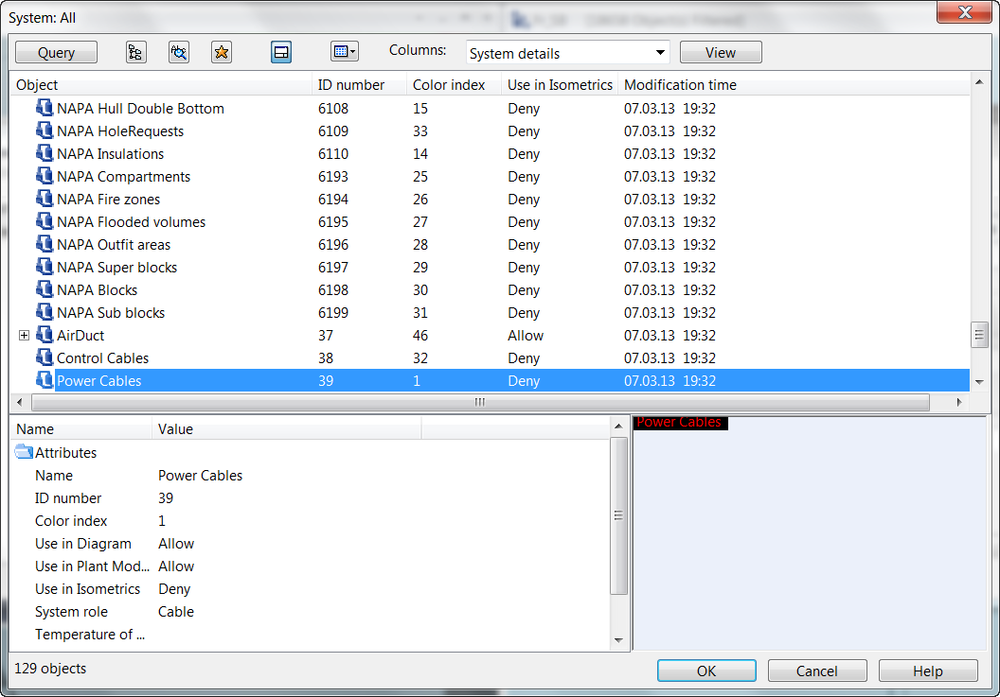 System: All
Query Columns: System details View
Object ID number Color index Use in Isometrics Modification time
NAPA Hull Double Bottom 6108 15 Deny 07.03.13 19:32
NAPA HoleRequests 6109 33 Deny 07.03.13 19:32
NAPA Insulations 6110 14 Deny 07.03.13 19:32
NAPA Compartments 6193 25 Deny 07.03.13 19:32
NAPA Fire zones 6194 26 Deny 07.03.13 19:32
NAPA Flooded volumes 6195 27 Deny 07.03.13 19:32
NAPA Outfit areas 6196 28 Deny 07.03.13 19:32
NAPA Super blocks 6197 29 Deny 07.03.13 19:32
NAPA Blocks 6198 30 Deny 07.03.13 19:32
NAPA Sub blocks 6199 31 Deny 07.03.13 19:32
AirDuct 37 46 Allow 07.03.13 19:32
Control Cables 38 32 Deny 07.03.13 19:32
Power Cables 39 1 Deny 07.03.13 19:32
Name Value
Attributes
Name Power Cables
ID number 39
Color index 1
Use in Diagram Allow
Use in Plant Mod... Allow
Use in Isometrics Deny
System role Cable
Temperature of ...
Power Cables
129 objects
OK Cancel Help